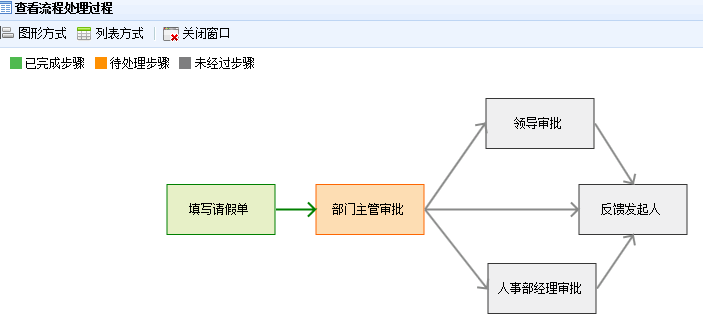 查看流程处理过程
图形方式 列表方式 关闭窗口
已完成步骤 待处理步骤 未经过步骤
领导审批
填写请假单 部门主管审批 反馈发起人
人事部经理审批